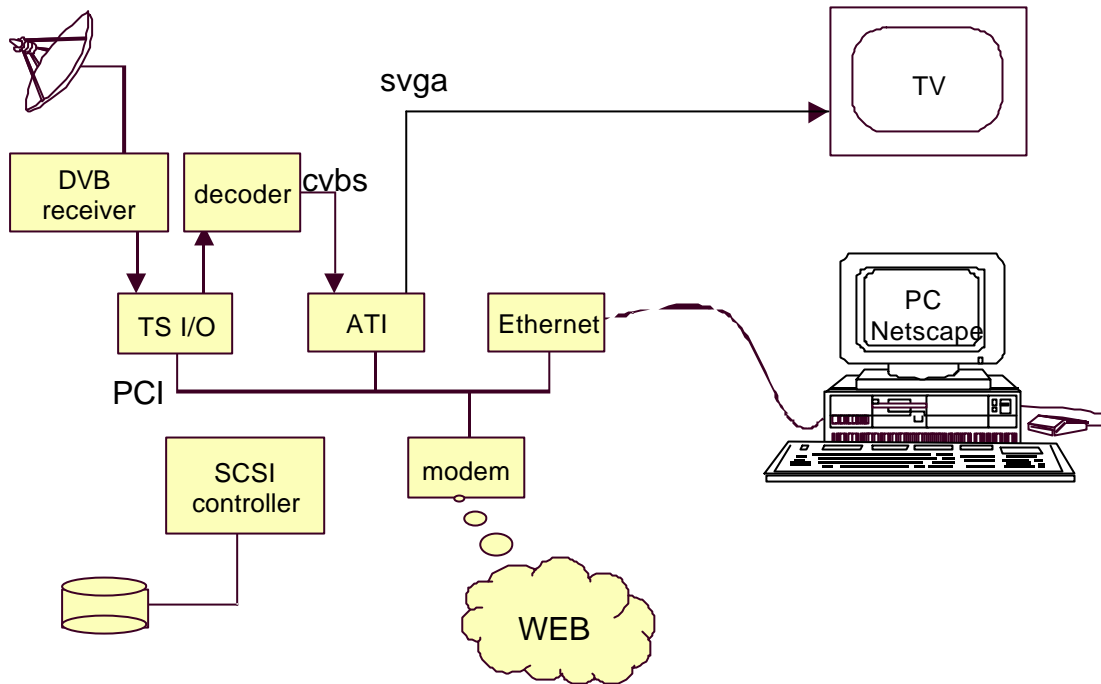 svga
TV
DVB
receiver
decoder
cvbs
TS I/O
ATI
Ethernet
PC
Netscape
PCI
SCSI
controller
modem
WEB